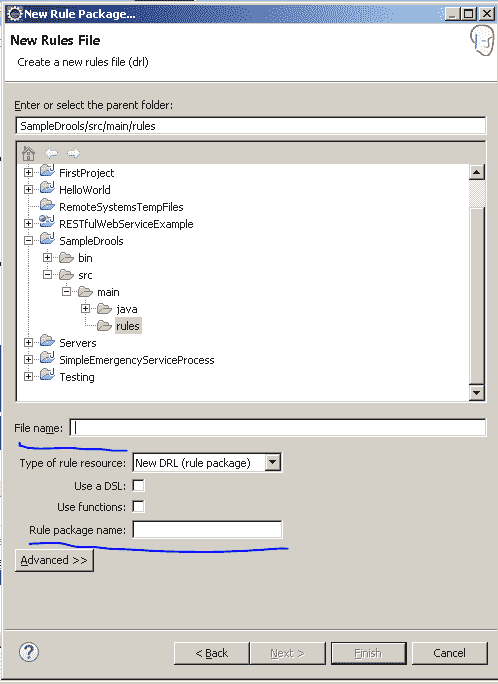 New Rule Package...
New Rules File
Create a new rules file (drl)
Enter or select the parent folder:
SampleDrools/src/main/rules
FirstProject
HelloWorld
RemoteSystemsTempFiles
RESTfulWebServiceExample
SampleDrools
bin
src
main
java
rules
Servers
SimpleEmergencyServiceProcess
Testing
File name:
Type of rule resource: New DRL (rule package)
Use a DSL:
Use functions:
Rule package name:
Advanced >>
? < Back Next > Finish Cancel